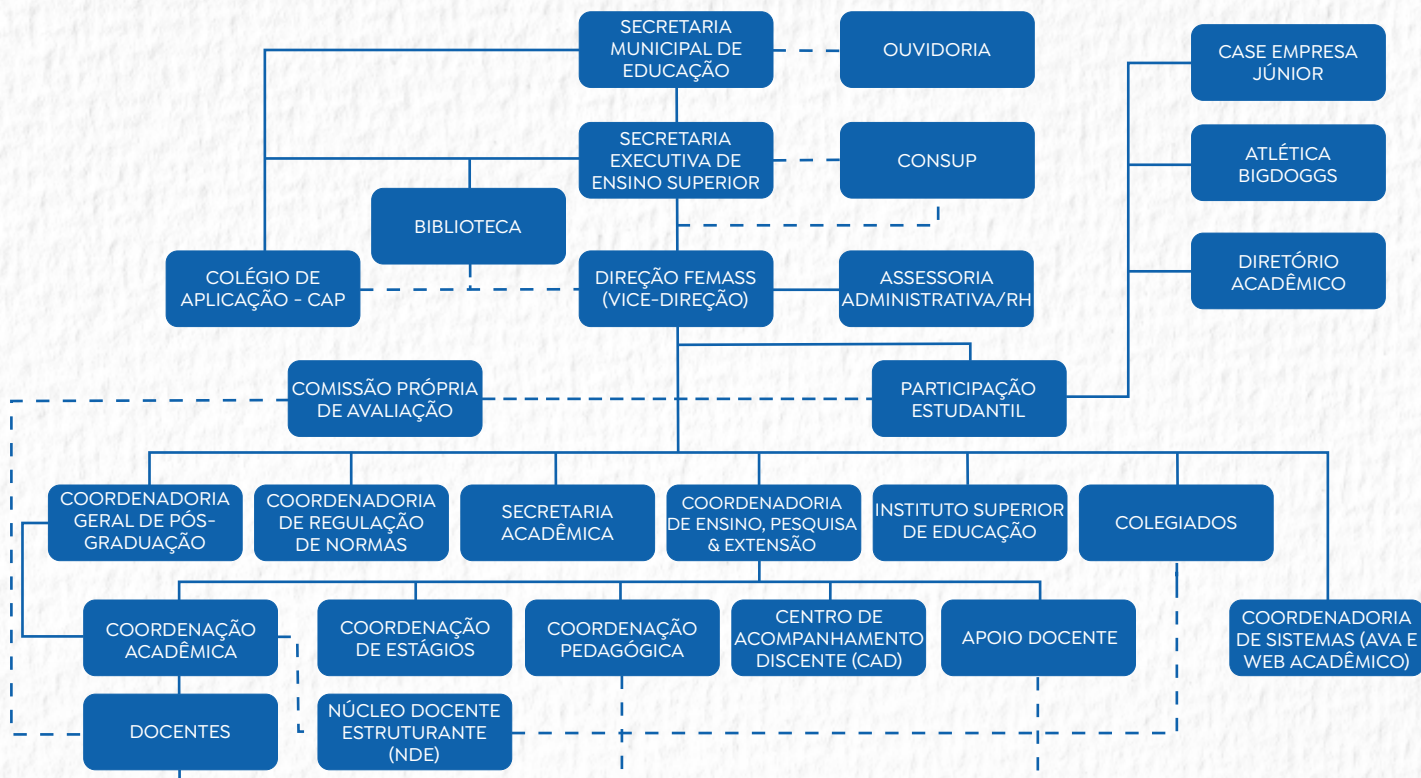 SECRETARIA
MUNICIPAL DE
EDUCAÇÃO
OUVIDORIA
CASE EMPRESA
JÚNIOR
SECRETARIA
EXECUTIVA DE
ENSINO SUPERIOR
CONSUP
ATLÉTICA
BIGDOGGS
BIBLIOTECA
COLÉGIO DE
APLICAÇÃO - CAP
DIREÇÃO FEMASS
(VICE-DIREÇÃO)
ASSESSORIA
ADMINISTRATIVA/RH
DIRETÓRIO
ACADÊMICO
COMISSÃO PRÓPRIA
DE AVALIAÇÃO
PARTICIPAÇÃO
ESTUDANTIL
COORDENADORIA
GERAL DE PÓS-
GRADUAÇÃO
COORDENADORIA
DE REGULAÇÃO
DE NORMAS
SECRETARIA
ACADÊMICA
COORDENADORIA
DE ENSINO, PESQUISA
& EXTENSÃO
INSTITUTO SUPERIOR
DE EDUCAÇÃO
COLEGIADOS
COORDENAÇÃO
ACADÊMICA
COORDENAÇÃO
DE ESTÁGIOS
COORDENAÇÃO
PEDAGÓGICA
CENTRO DE
ACOMPANHAMENTO
DISCENTE (CAD)
APOIO DOCENTE
COORDENADORIA
DE SISTEMAS (AVA E
WEB ACADÊMICO)
DOCENTES
NÚCLEO DOCENTE
ESTRUTURANTE
(NDE)